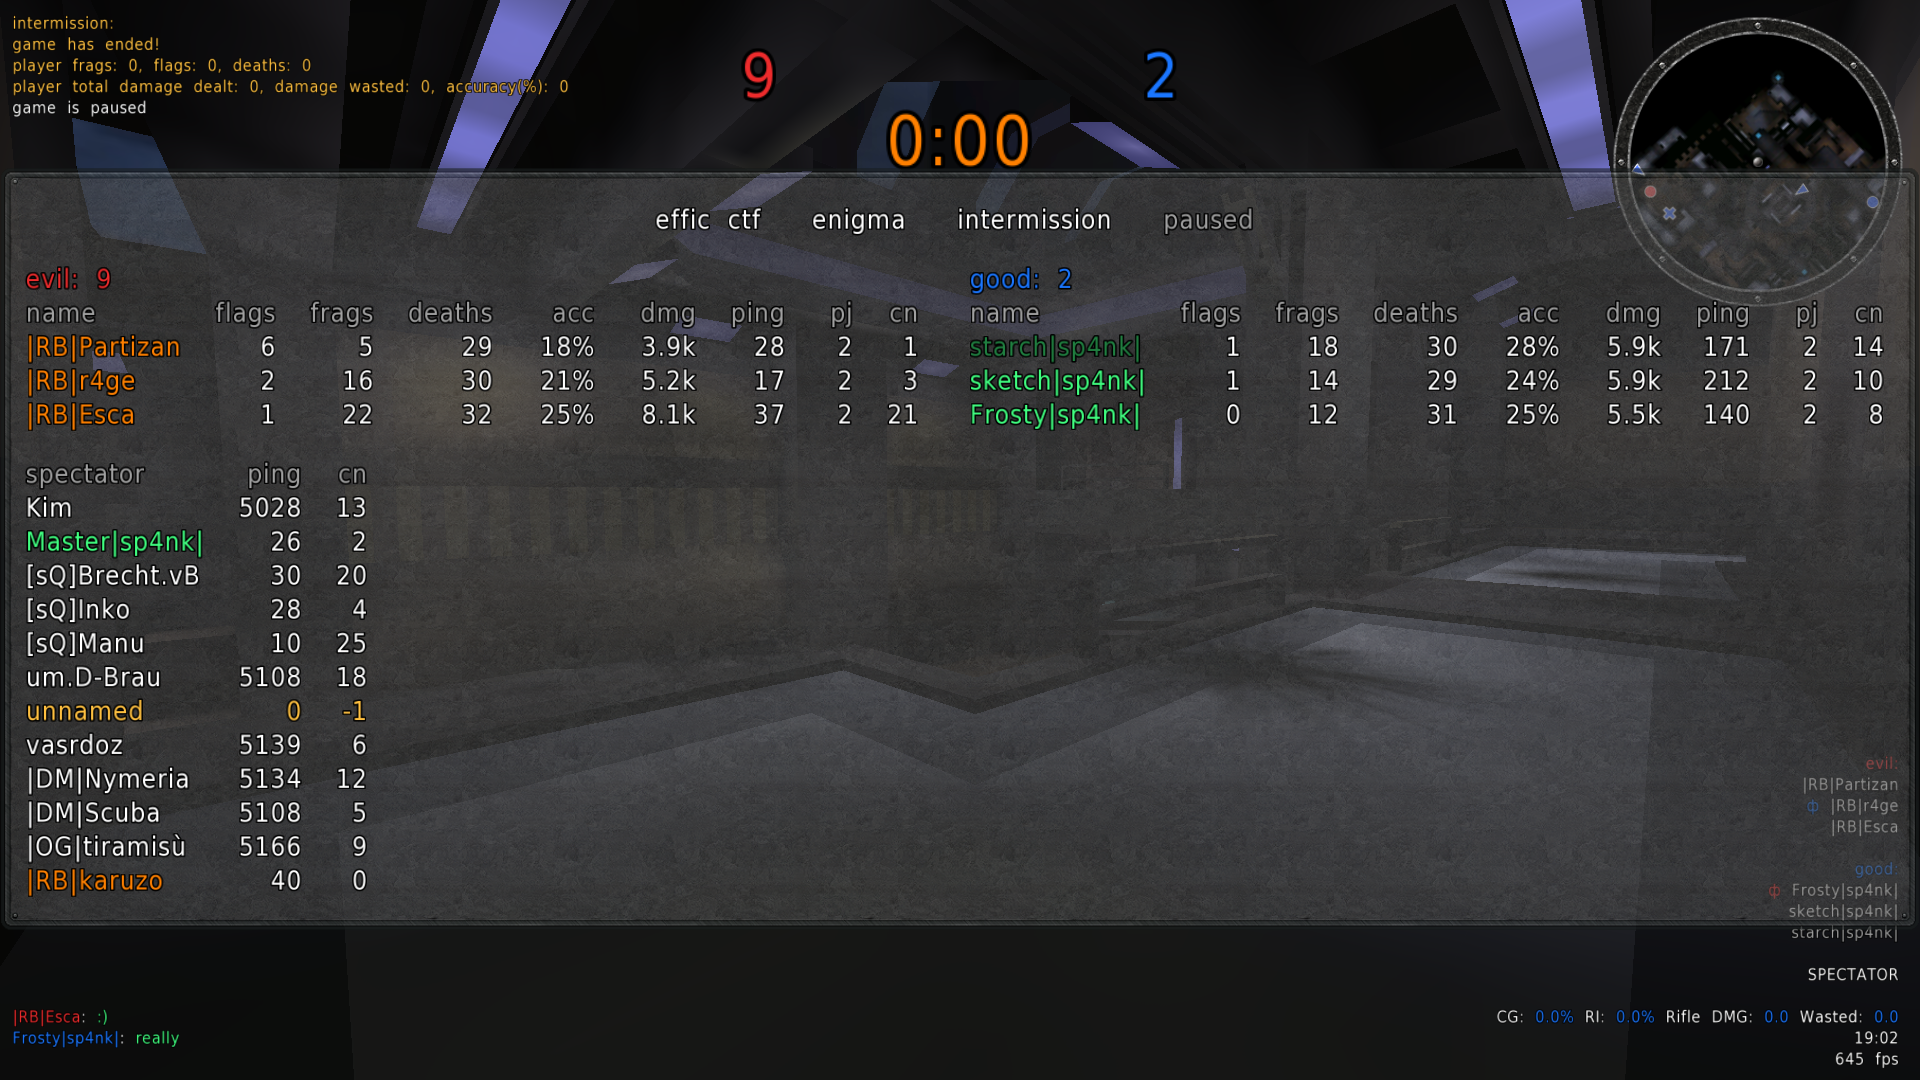 intermission:
game has ended!
player frags: 0, flags: 0, deaths: 0
player total damage dealt: 0, damage wasted: 0, accuracy(%): 0
game is paused
9 2
0:00
effic ctf enigma intermission paused
evil: 9
name flags frags deaths acc dmg ping pj cn
|RB|Partizan 6 5 29 18% 3.9k 28 2 1
|RB|r4ge 2 16 30 21% 5.2k 17 2 3
|RB|Esca 1 22 32 25% 8.1k 37 2 21
good: 2
name flags frags deaths acc dmg ping pj cn
starch|sp4nk| 1 18 30 28% 5.9k 171 2 14
sketch|sp4nk| 1 14 29 24% 5.9k 212 2 10
Frosty|sp4nk| 0 12 31 25% 5.5k 140 2 8
spectator ping cn
Kim 5028 13
Master|sp4nk| 26 2
[sQ]Brecht.vB 30 20
[sQ]Inko 28 4
[sQ]Manu 10 25
um.D-Brau 5108 18
unnamed 0 -1
vasrdoz 5139 6
|DM|Nymeria 5134 12
|DM|Scuba 5108 5
|OG|tiramisù 5166 9
|RB|karuzo 40 0
evil:
|RB|Partizan
|RB|r4ge
|RB|Esca
good:
Frosty|sp4nk|
sketch|sp4nk|
starch|sp4nk|
SPECTATOR
|RB|Esca: :)
Frosty|sp4nk|: really
CG: 0.0% RI: 0.0% Rifle DMG: 0.0 Wasted: 0.0
19:02
645 fps